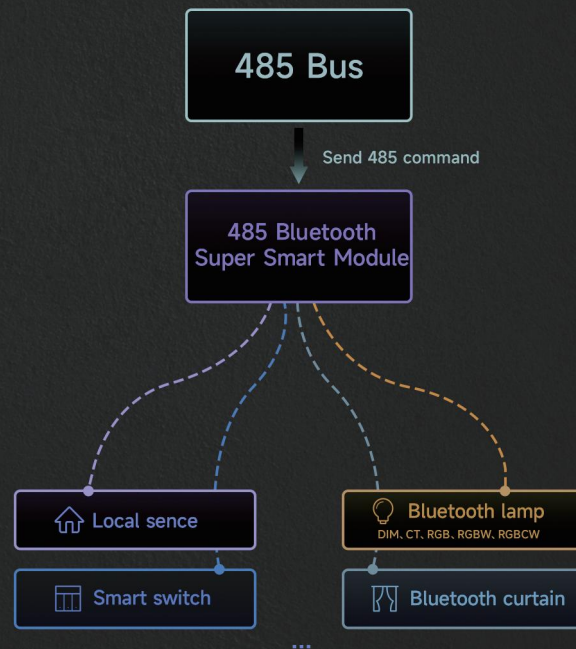 485 Bus
Send 485 command
485 Bluetooth
Super Smart Module
Local sence
Bluetooth lamp
DIM、CT、RGB、RGBW、RGBCW
Smart switch
Bluetooth curtain